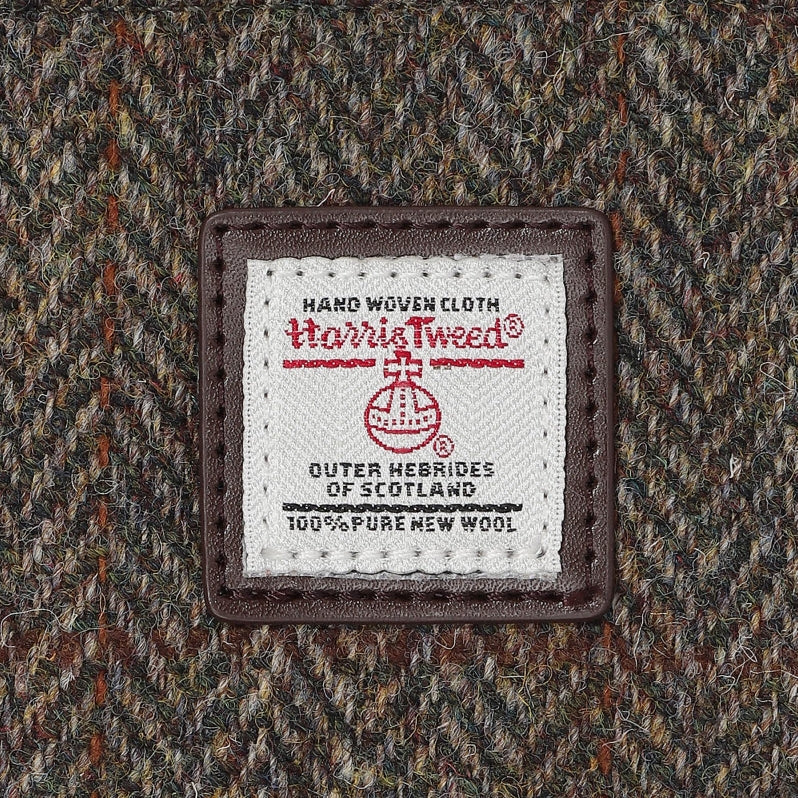 HAND WOVEN CLOTH
Harris Tweed®
®
OUTER HEBRIDES
OF SCOTLAND
100% PURE NEW WOOL